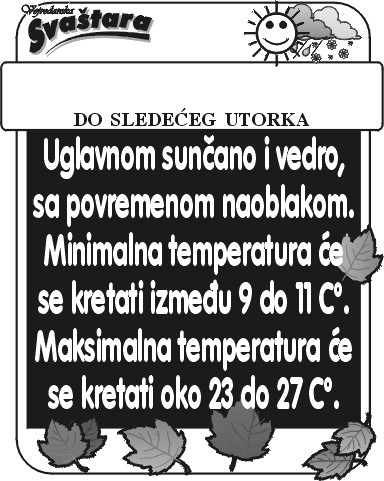 Vojvođanska
Svaštara
DO SLEDEĆEG UTORKA
Uglavnom sunčano i vedro,
sa povremenom naoblakom.
Minimalna temperatura će
se kretati između 9 do 11 C°.
Maksimalna temperatura će
se kretati oko 23 do 27 C°.